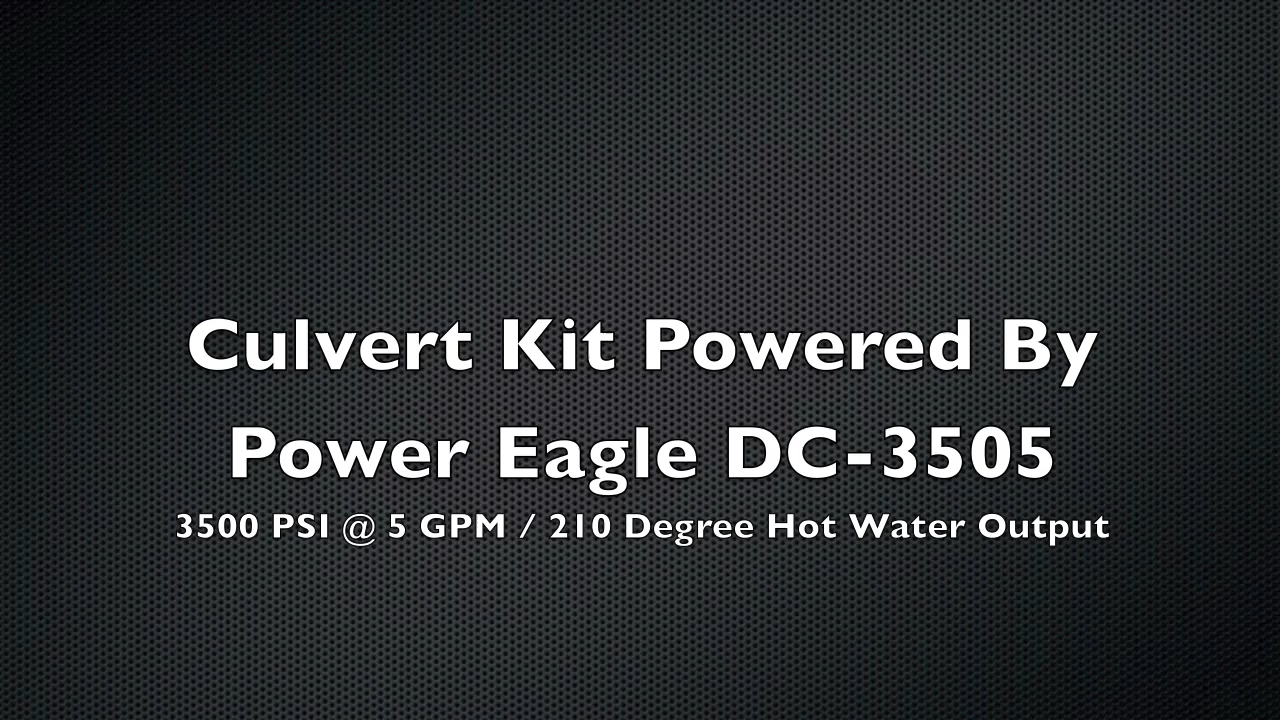 Culvert Kit Powered By
Power Eagle DC-3505
3500 PSI @ 5 GPM / 210 Degree Hot Water Output